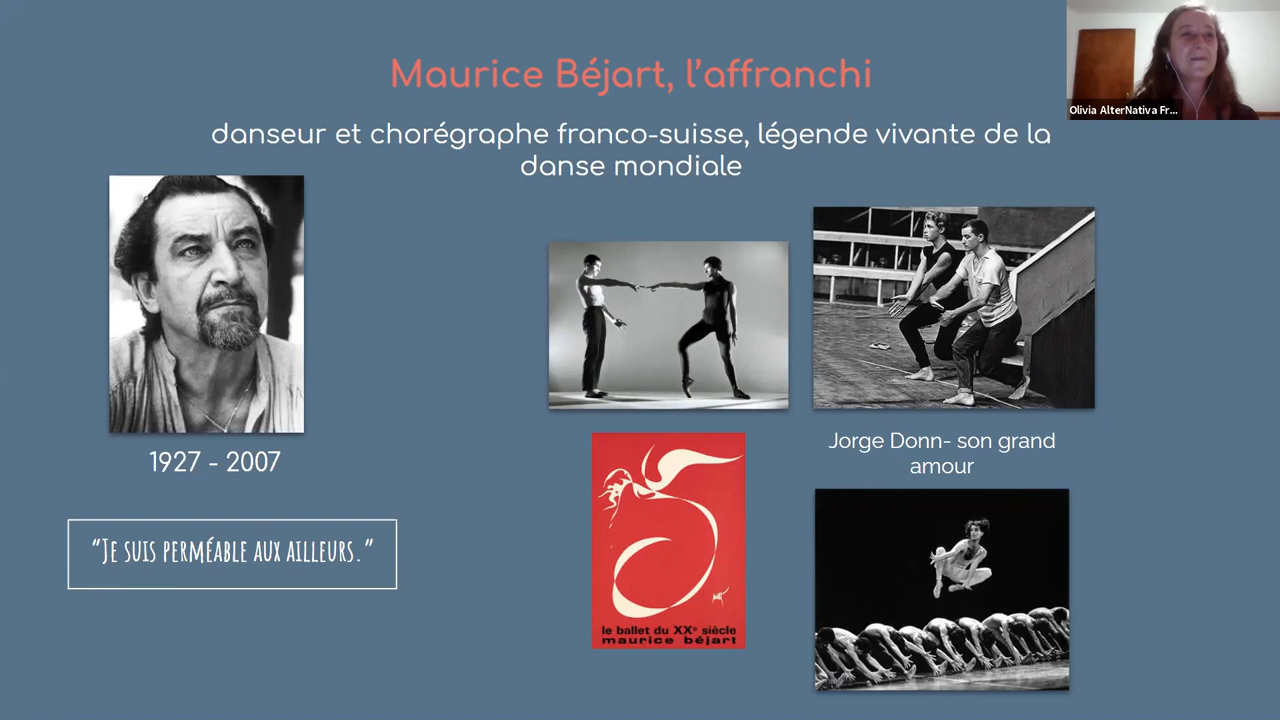 Maurice Béjart, l’affranchi
Olivia AlterNativa Fr...
danseur et chorégraphe franco-suisse, légende vivante de la
danse mondiale
1927 - 2007
“Je suis perméable aux ailleurs.”
Jorge Donn- son grand
amour
le ballet du XXe siècle
maurice béjart